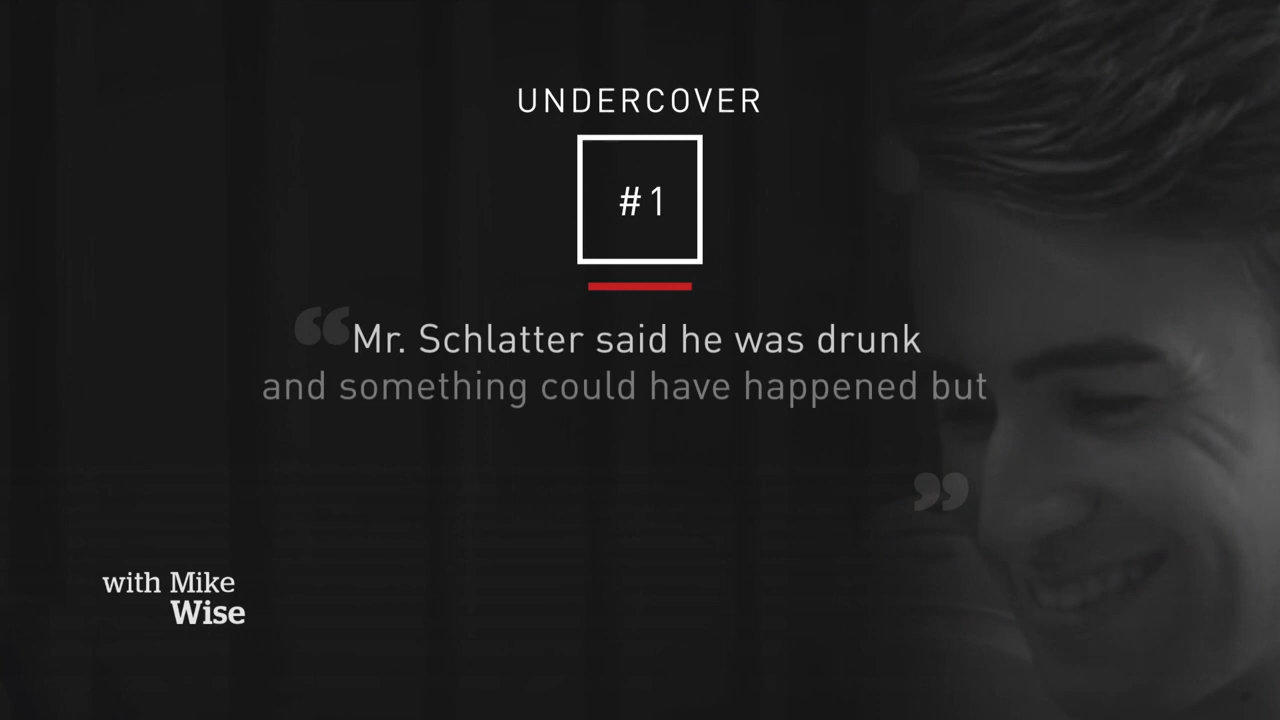 UNDERCOVER
#1
“Mr. Schlatter said he was drunk
and something could have happened but
”
with Mike
Wise